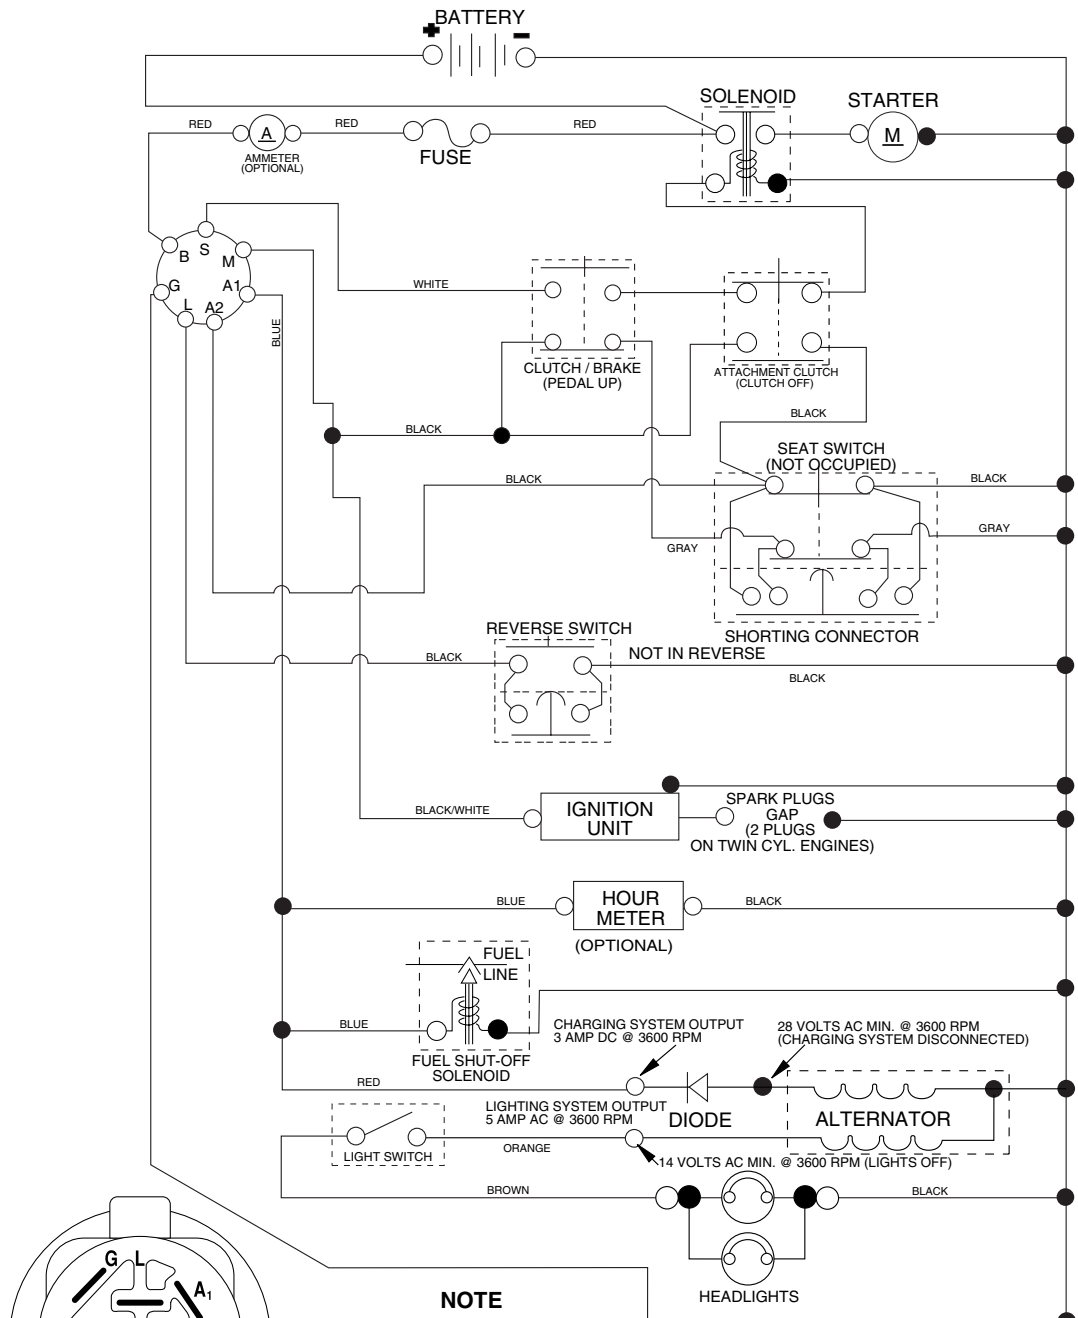 BATTERY
SOLENOID
STARTER
RED
A
RED
RED
M
AMMETER
(OPTIONAL)
FUSE
B
S
M
G
L
A2
A1
BLUE
WHITE
CLUTCH / BRAKE
(PEDAL UP)
ATTACHMENT CLUTCH
(CLUTCH OFF)
BLACK
BLACK
SEAT SWITCH
(NOT OCCUPIED)
BLACK
BLACK
GRAY
GRAY
SHORTING CONNECTOR
REVERSE SWITCH
NOT IN REVERSE
BLACK
BLACK
BLACK/WHITE
IGNITION
UNIT
SPARK PLUGS
GAP
(2 PLUGS
ON TWIN CYL. ENGINES)
BLUE
HOUR
METER
BLACK
(OPTIONAL)
FUEL
LINE
BLUE
FUEL SHUT-OFF
SOLENOID
CHARGING SYSTEM OUTPUT
3 AMP DC @ 3600 RPM
28 VOLTS AC MIN. @ 3600 RPM
(CHARGING SYSTEM DISCONNECTED)
RED
DIODE
ALTERNATOR
LIGHTING SYSTEM OUTPUT
5 AMP AC @ 3600 RPM
LIGHT SWITCH
ORANGE
14 VOLTS AC MIN. @ 3600 RPM (LIGHTS OFF)
BROWN
BLACK
HEADLIGHTS
G L
A1
NOTE